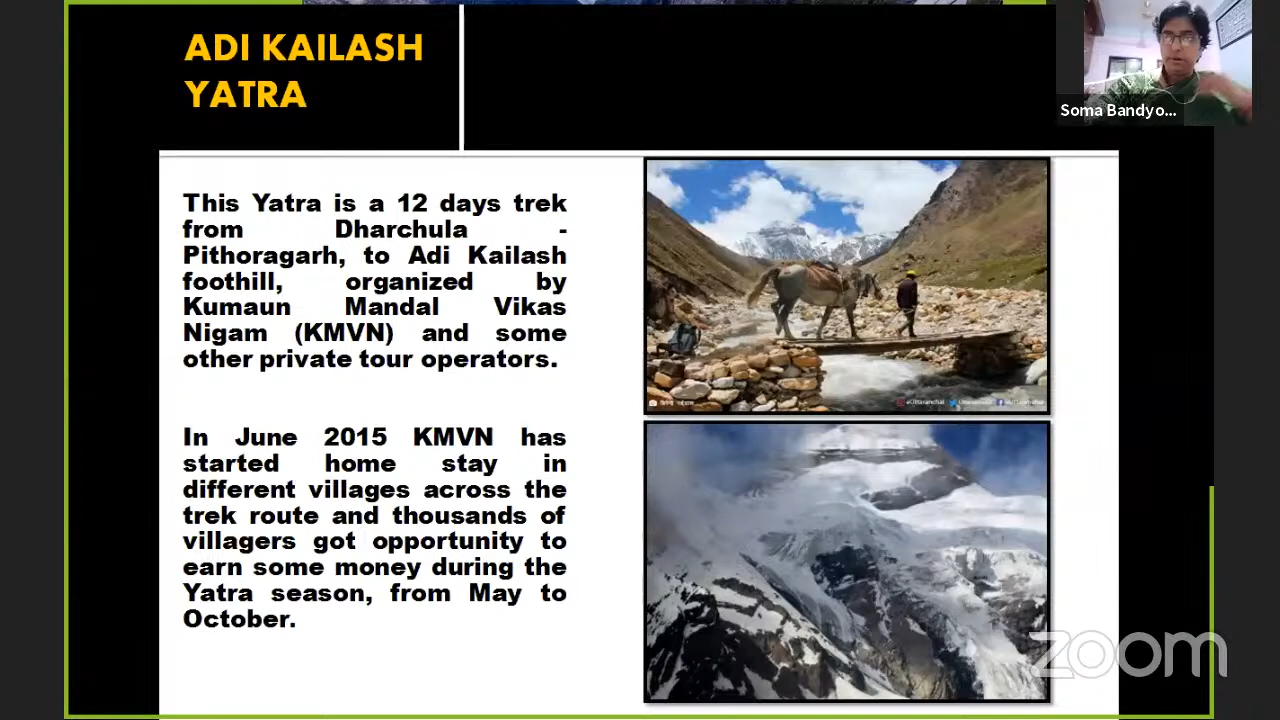 ADI KAILASH
YATRA
Soma Bandyo...
This Yatra is a 12 days trek
from Dharchula -
Pithoragarh, to Adi Kailash
foothill, organized by
Kumaun Mandal Vikas
Nigam (KMVN) and some
other private tour operators.
In June 2015 KMVN has
started home stay in
different villages across the
trek route and thousands of
villagers got opportunity to
earn some money during the
Yatra season, from May to
October.
zoom